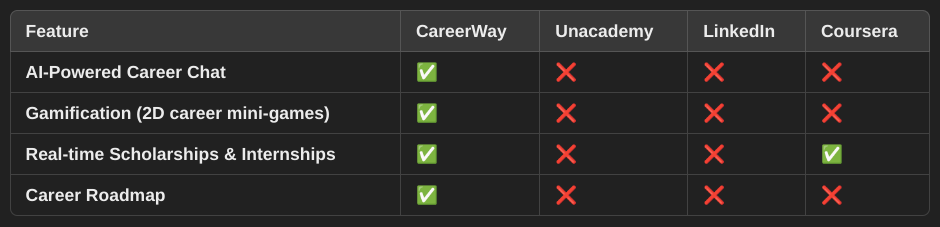 Feature CareerWay Unacademy LinkedIn Coursera
AI-Powered Career Chat ✅ ❌ ❌ ❌
Gamification (2D career mini-games) ✅ ❌ ❌ ❌
Real-time Scholarships & Internships ✅ ❌ ❌ ✅
Career Roadmap ✅ ❌ ❌ ❌